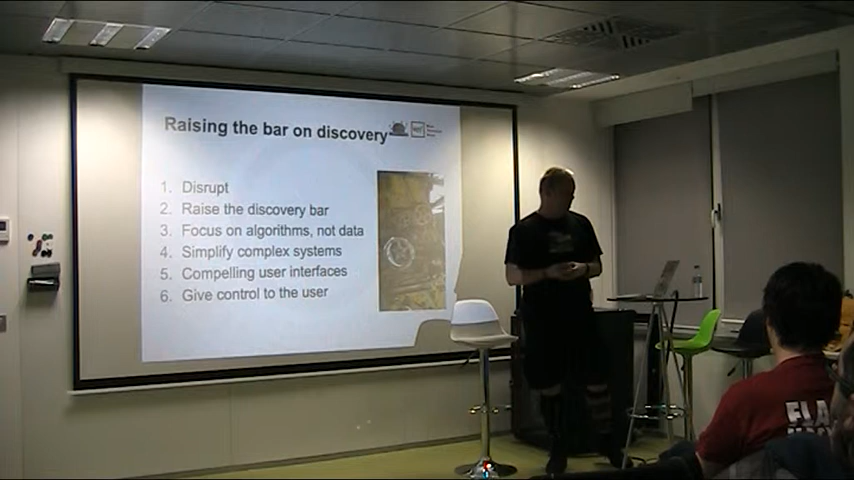 Raising the bar on discovery
1. Disrupt
2. Raise the discovery bar
3. Focus on algorithms, not data
4. Simplify complex systems
5. Compelling user interfaces
6. Give control to the user
FLA